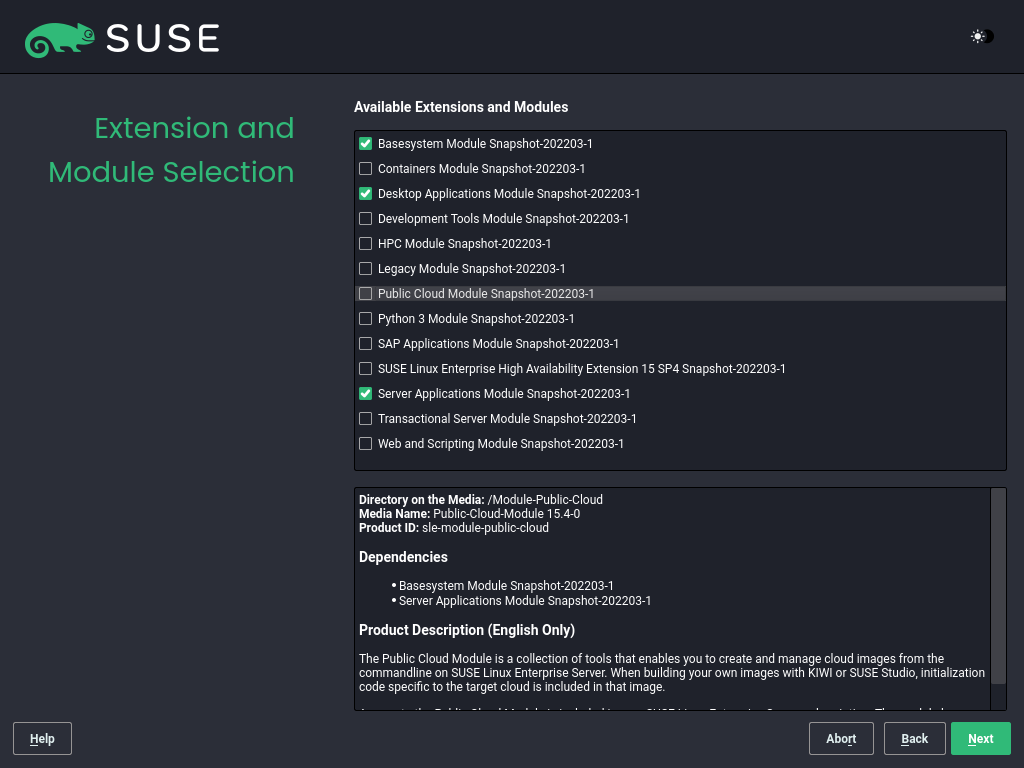 SUSE
Extension and
Module Selection
Available Extensions and Modules
Basesystem Module Snapshot-202203-1
Containers Module Snapshot-202203-1
Desktop Applications Module Snapshot-202203-1
Development Tools Module Snapshot-202203-1
HPC Module Snapshot-202203-1
Legacy Module Snapshot-202203-1
Public Cloud Module Snapshot-202203-1
Python 3 Module Snapshot-202203-1
SAP Applications Module Snapshot-202203-1
SUSE Linux Enterprise High Availability Extension 15 SP4 Snapshot-202203-1
Server Applications Module Snapshot-202203-1
Transactional Server Module Snapshot-202203-1
Web and Scripting Module Snapshot-202203-1
Directory on the Media: /Module-Public-Cloud
Media Name: Public-Cloud-Module 15.4-0
Product ID: sle-module-public-cloud
Dependencies
• Basesystem Module Snapshot-202203-1
• Server Applications Module Snapshot-202203-1
Product Description (English Only)
The Public Cloud Module is a collection of tools that enables you to create and manage cloud images from the
commandline on SUSE Linux Enterprise Server. When building your own images with KIWI or SUSE Studio, initialization
code specific to the target cloud is included in that image.
Help
Abort
Back
Next